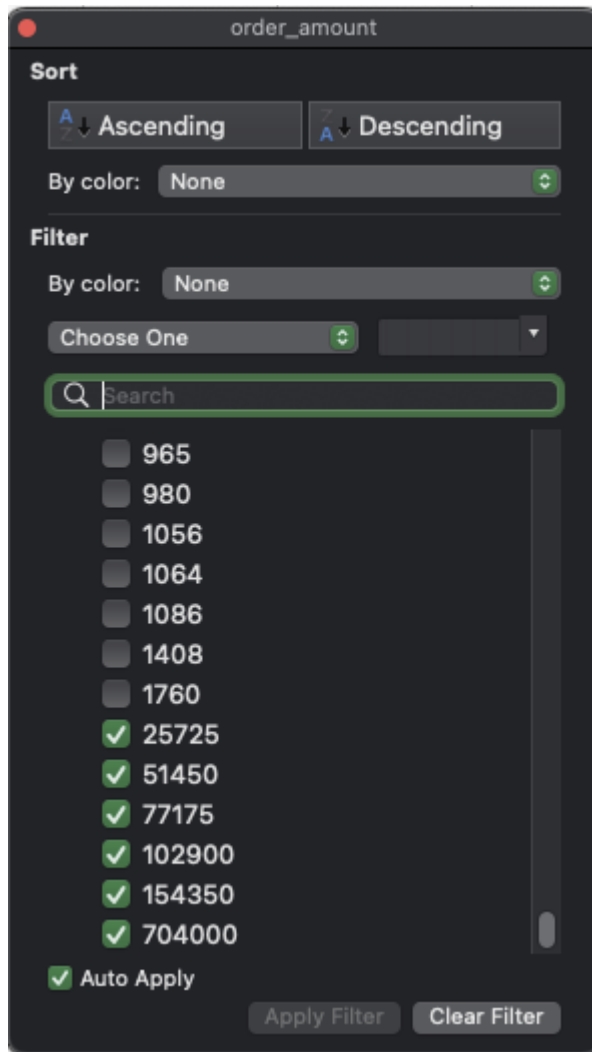 order_amount
Sort
A Z Ascending
Z A Descending
By color: None
Filter
By color: None
Choose One
Search
965
980
1056
1064
1086
1408
1760
25725
51450
77175
102900
154350
704000
Auto Apply
Apply Filter Clear Filter